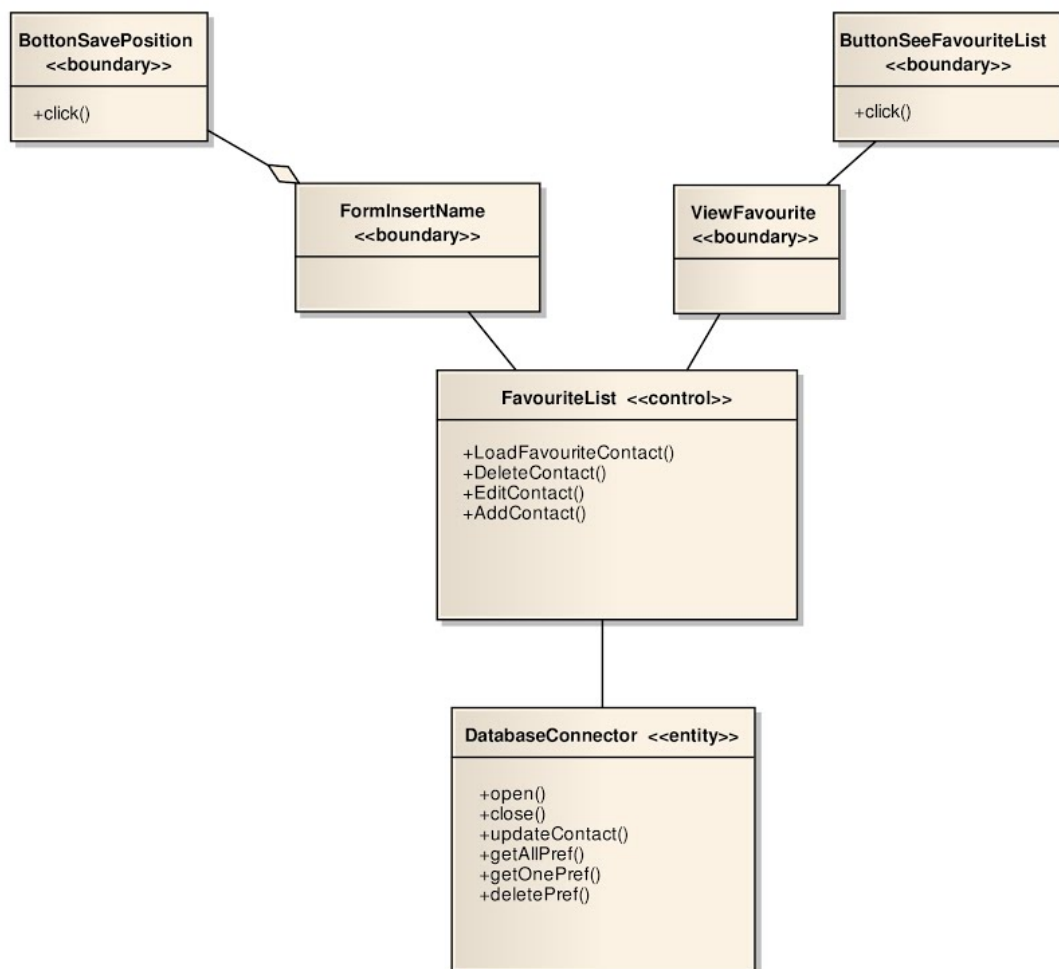 BottonSavePosition
<<boundary>>
+click()
ButtonSeeFavouriteList
<<boundary>>
+click()
FormInsertName
<<boundary>>
ViewFavourite
<<boundary>>
FavouriteList <<control>>
+LoadFavouriteContact()
+DeleteContact()
+EditContact()
+AddContact()
DatabaseConnector <<entity>>
+open()
+close()
+updateContact()
+getAllPref()
+getOnePref()
+deletePref()